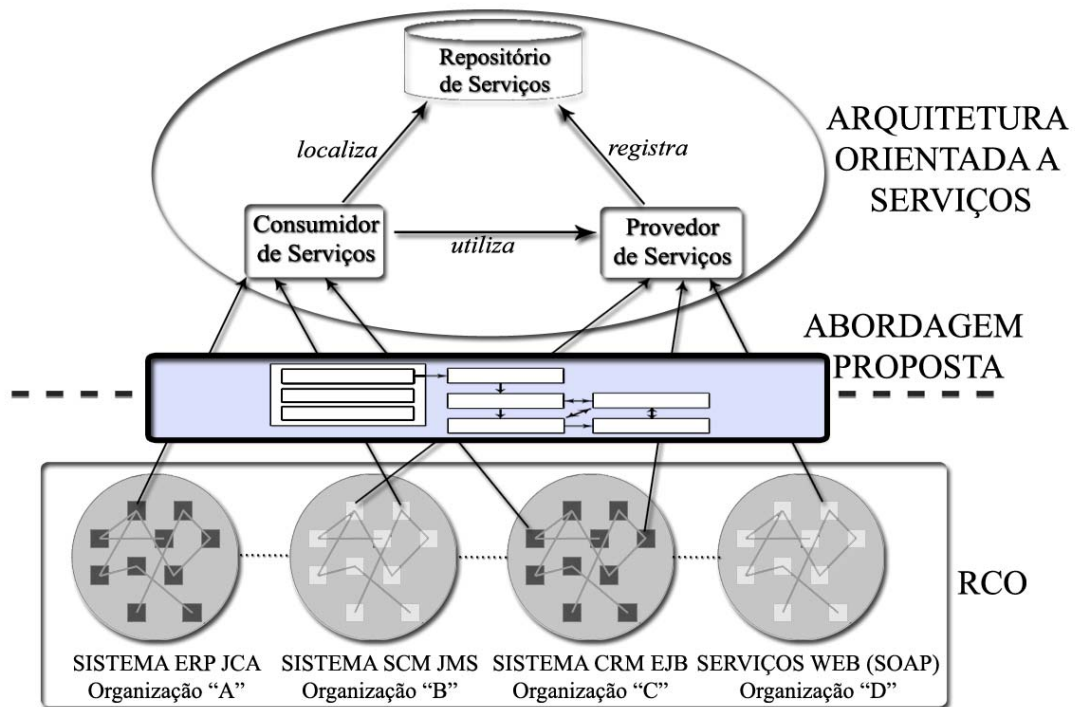 Repositório
de Serviços
localiza
registra
Consumidor
de Serviços
utiliza
Provedor
de Serviços
ARQUITETURA
ORIENTADA A
SERVIÇOS
ABORDAGEM
PROPOSTA
RCO
SISTEMA ERP JCA
Organização “A”
SISTEMA SCM JMS
Organização “B”
SISTEMA CRM EJB
Organização “C”
SERVIÇOS WEB (SOAP)
Organização “D”